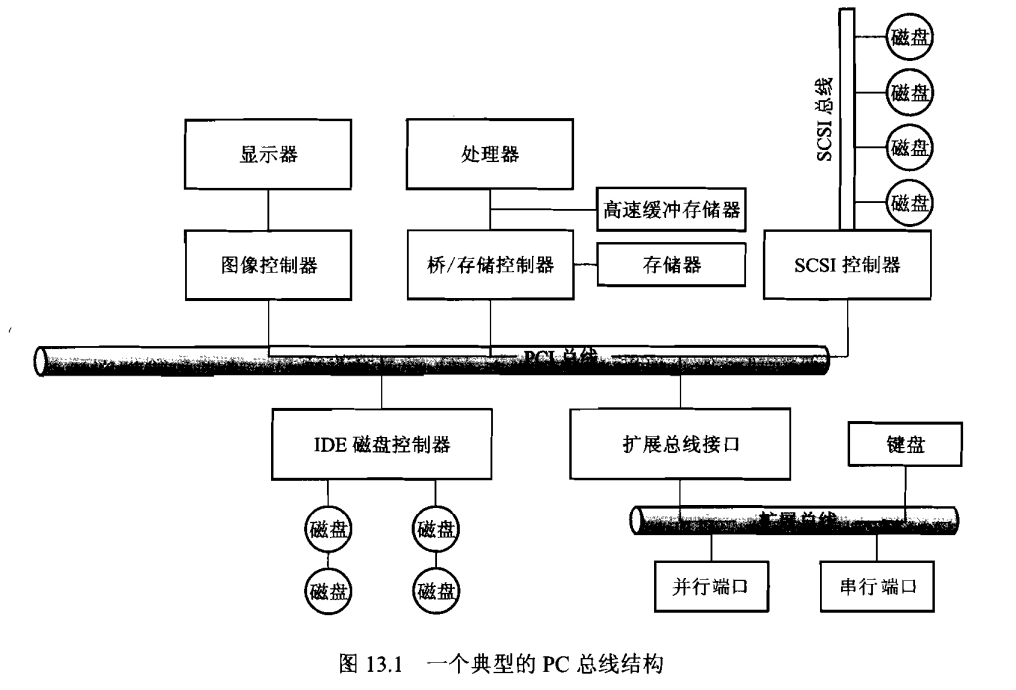 磁盘
磁盘
SCSI 总线
磁盘
磁盘
显示器
处理器
高速缓冲存储器
图像控制器
桥/存储控制器
存储器
SCSI 控制器
PCI 总线
IDE 磁盘控制器
扩展总线接口
键盘
磁盘
磁盘
扩展总线
磁盘
磁盘
并行端口
串行端口
图 13.1 一个典型的 PC 总线结构